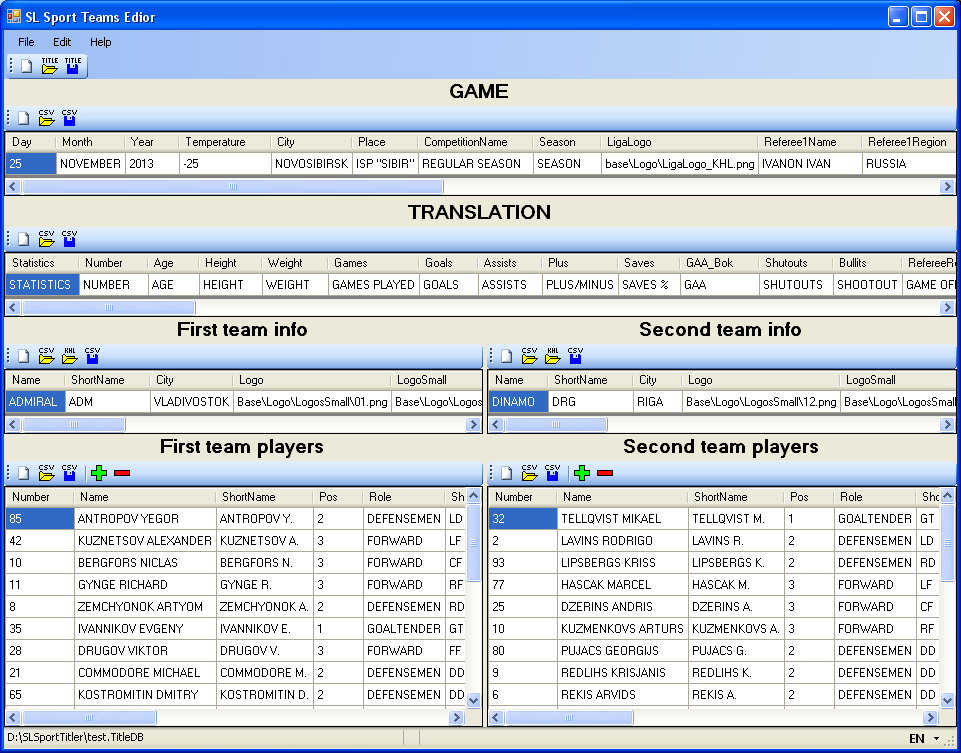 SL Sport Teams Edior
File Edit Help
TITLE TITLE
GAME
CSV CSV
Day Month Year Temperature City Place CompetitionName Season LigaLogo Referee1Name Referee1Region
25 NOVEMBER 2013 -25 NOVOSIBIRSK ISP "SIBIR" REGULAR SEASON SEASON base\Logo\LigaLogo_KHL.png IVANON IVAN RUSSIA
TRANSLATION
CSV CSV
Statistics Number Age Height Weight Games Goals Assists Plus Saves GAA_Bok Shutouts Bullits RefereeRe
STATISTICS NUMBER AGE HEIGHT WEIGHT GAMES PLAYED GOALS ASSISTS PLUS/MINUS SAVES % GAA SHUTOUTS SHOOTOUT GAME OFF
First team info Second team info
CSV KHL CSV CSV KHL CSV
Name ShortName City Logo LogoSmall Name ShortName City Logo LogoSmall
ADMIRAL ADM VLADIVOSTOK Base\Logo\LogosSmall\01.png Base\Logo\Logos DINAMO DRG RIGA Base\Logo\LogosSmall\12.png Base\Logo\LogosSmall
First team players Second team players
CSV CSV CSV CSV
Number Name ShortName Pos Role Sh Number Name ShortName Pos Role Sho
85 ANTROPOV YEGOR ANTROPOV Y. 2 DEFENSEMEN LD 32 TELLQVIST MIKAEL TELLQVIST M. 1 GOALTENDER GT
42 KUZNETSOV ALEXANDER KUZNETSOV A. 3 FORWARD LF 2 LAVINS RODRIGO LAVINS R. 2 DEFENSEMEN LD
10 BERGFORS NICLAS BERGFORS N. 3 FORWARD CF 93 LIPSBERGS KRISS LIPSBERGS K. 2 DEFENSEMEN RD
11 GYNGE RICHARD GYNGE R. 3 FORWARD RF 77 HASCAK MARCEL HASCAK M. 3 FORWARD LF
8 ZEMCHYONOK ARTYOM ZEMCHYONOK A. 2 DEFENSEMEN RD 25 DZERINS ANDRIS DZERINS A. 3 FORWARD CF
35 IVANNIKOV EVGENY IVANNIKOV E. 1 GOALTENDER GT 10 KUZMENKOVS ARTURS KUZMENKOVS A. 3 FORWARD RF
28 DRUGOV VIKTOR DRUGOV V. 3 FORWARD FF 80 PUJACS GEORGIJS PUJACS G. 2 DEFENSEMEN DD
21 COMMODORE MICHAEL COMMODORE M. 2 DEFENSEMEN DD 9 REDLIHS KRISJANIS REDLIHS K. 2 DEFENSEMEN DD
65 KOSTROMITIN DMITRY KOSTROMITIN D. 2 DEFENSEMEN DD 6 REKIS ARVIDS REKIS A. 2 DEFENSEMEN DD
D:\SLSportTitler\test.TitleDB EN